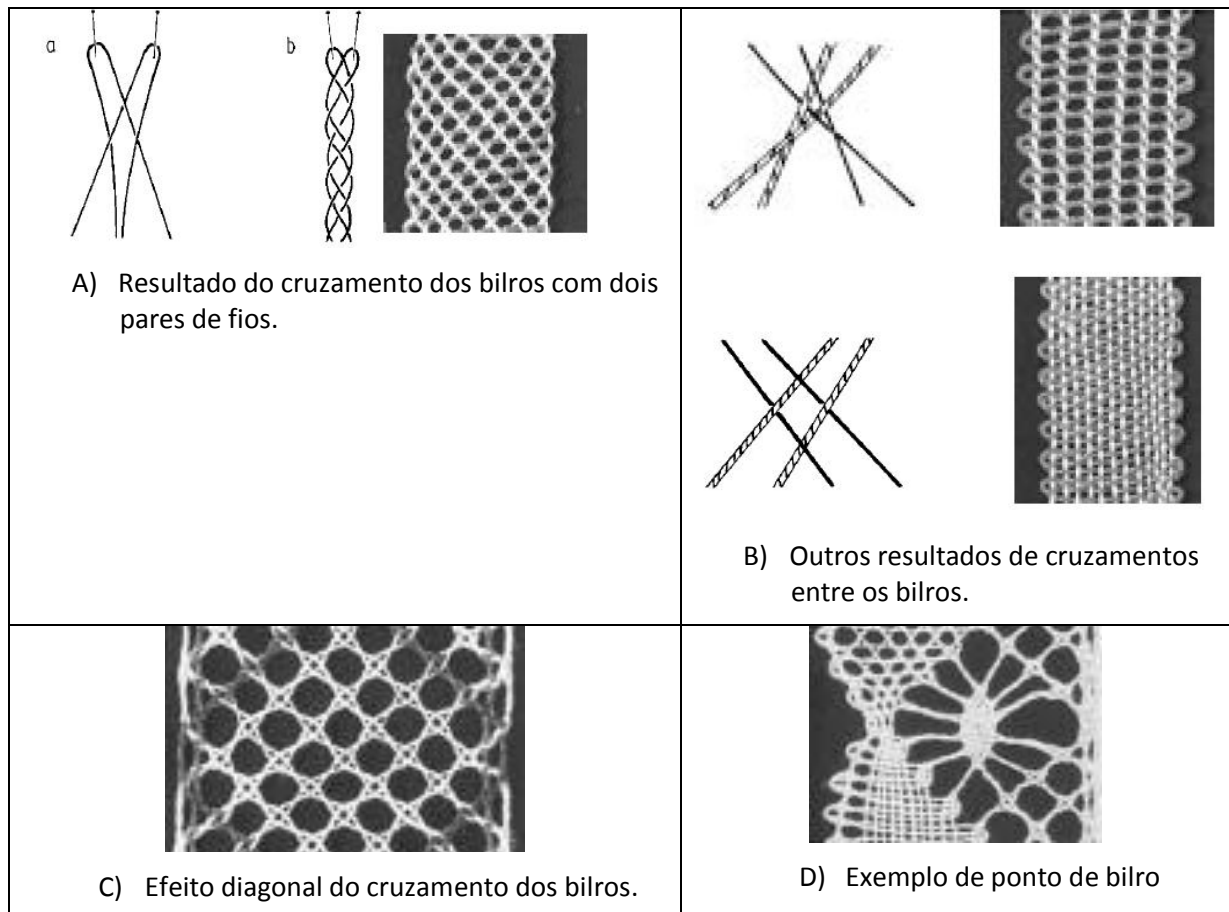 a
b
A) Resultado do cruzamento dos bilros com dois
pares de fios.
B) Outros resultados de cruzamentos
entre os bilros.
C) Efeito diagonal do cruzamento dos bilros.
D) Exemplo de ponto de bilro